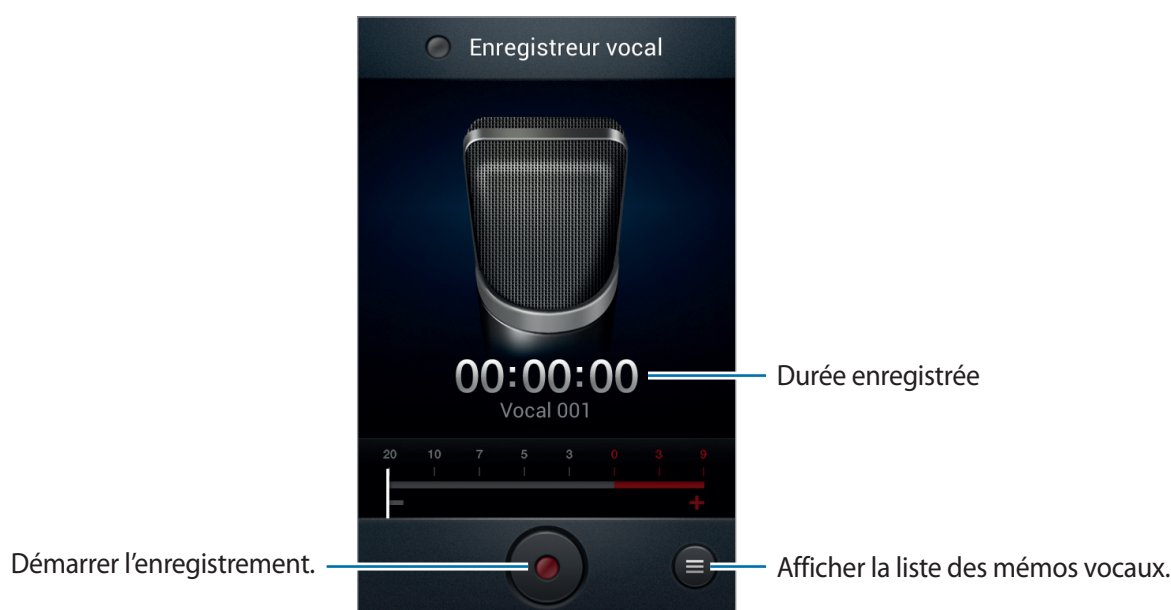 Enregistreur vocal
00:00:00
Durée enregistrée
Vocal 001
20 10 7 5 3 0 3 9
− +
Démarrer l’enregistrement.
Afficher la liste des mémos vocaux.